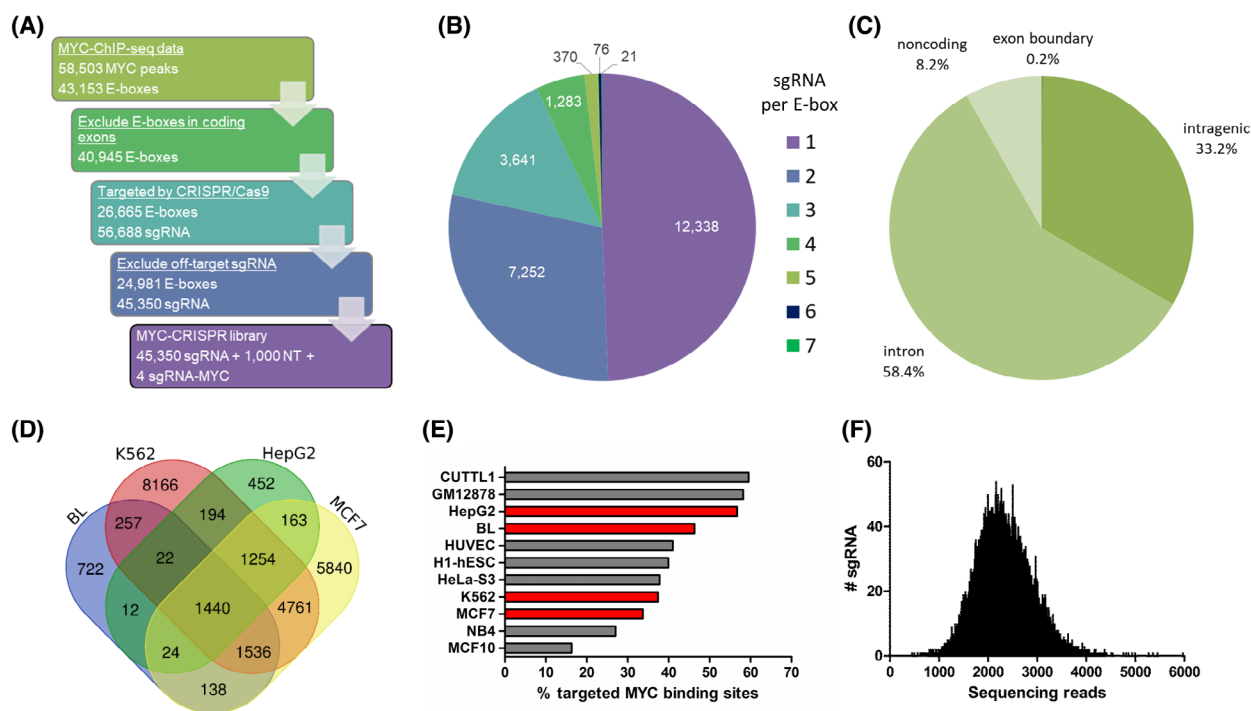 (A)
MYC-ChIP-seq data
58,503 MYC peaks
43,153 E-boxes
Exclude E-boxes in coding
exons
40,945 E-boxes
Targeted by CRISPR/Cas9
26,665 E-boxes
56,688 sgRNA
Exclude off-target sgRNA
24,981 E-boxes
45,350 sgRNA
MYC-CRISPR library
45,350 sgRNA + 1,000 NT +
4 sgRNA-MYC
(B)
370
76
21
1,283
3,641
7,252
12,338
sgRNA
per E-box
1
2
3
4
5
6
7
(C)
noncoding
8.2%
exon boundary
0.2%
intragenic
33.2%
intron
58.4%
(D)
K562
HepG2
BL
MCF7
8166
452
257
194
163
722
22
1254
5840
12
1440
4761
24
1536
138
(E)
CUTTL1
GM12878
HepG2
BL
HUVEC
H1-hESC
HeLa-S3
K562
MCF7
NB4
MCF10
0 10 20 30 40 50 60 70
% targeted MYC binding sites
(F)
60
40
20
0
# sgRNA
0 1000 2000 3000 4000 5000 6000
Sequencing reads